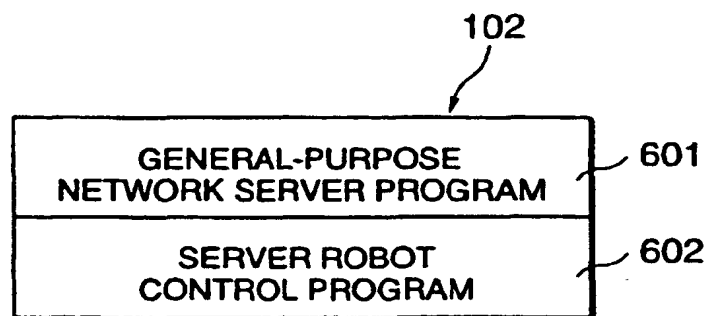 102
GENERAL-PURPOSE
NETWORK SERVER PROGRAM
601
SERVER ROBOT
CONTROL PROGRAM
602